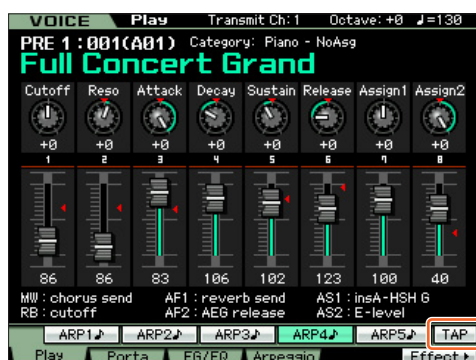 VOICE Play Transmit Ch:1 Octave:+0 ♩=130
PRE 1:001(A01) Category: Piano - NoAsg
Full Concert Grand
Cutoff Reso Attack Decay Sustain Release Assign1 Assign2
+0 +0 +0 +0 +0 +0 +0 +0
1 2 3 4 5 6 7 8
86 86 83 106 102 123 100 40
MW:chorus send AF1:reverb send AS1:insA-HSH G
RB:cutoff AF2:AEG release AS2:E-level
ARP1♪ ARP2♪ ARP3♪ ARP4♪ ARP5♪ TAP
Play Porta EG/EQ Arpeggio Effect▶